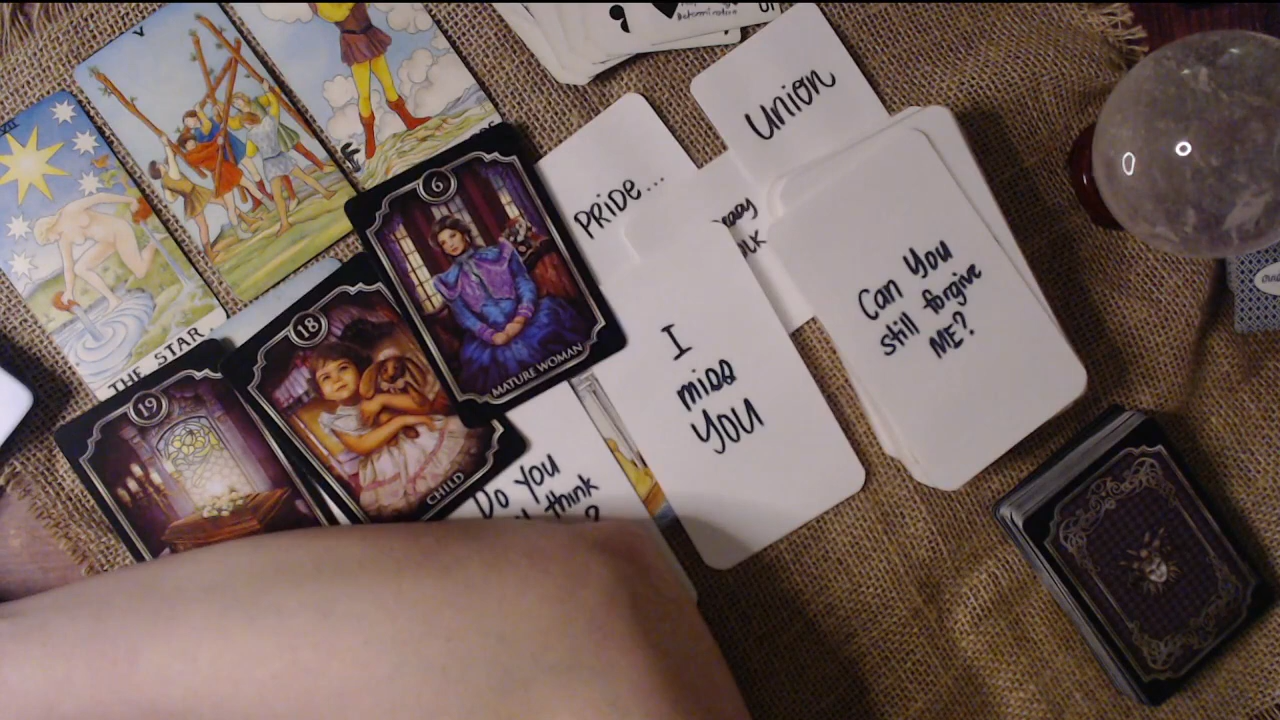 V
THE STAR
19
18
CHILD
6
MATURE WOMAN
PRIDE...
Union
I
miss
YOU
Can You
still forgive
ME?
Do You
think
?